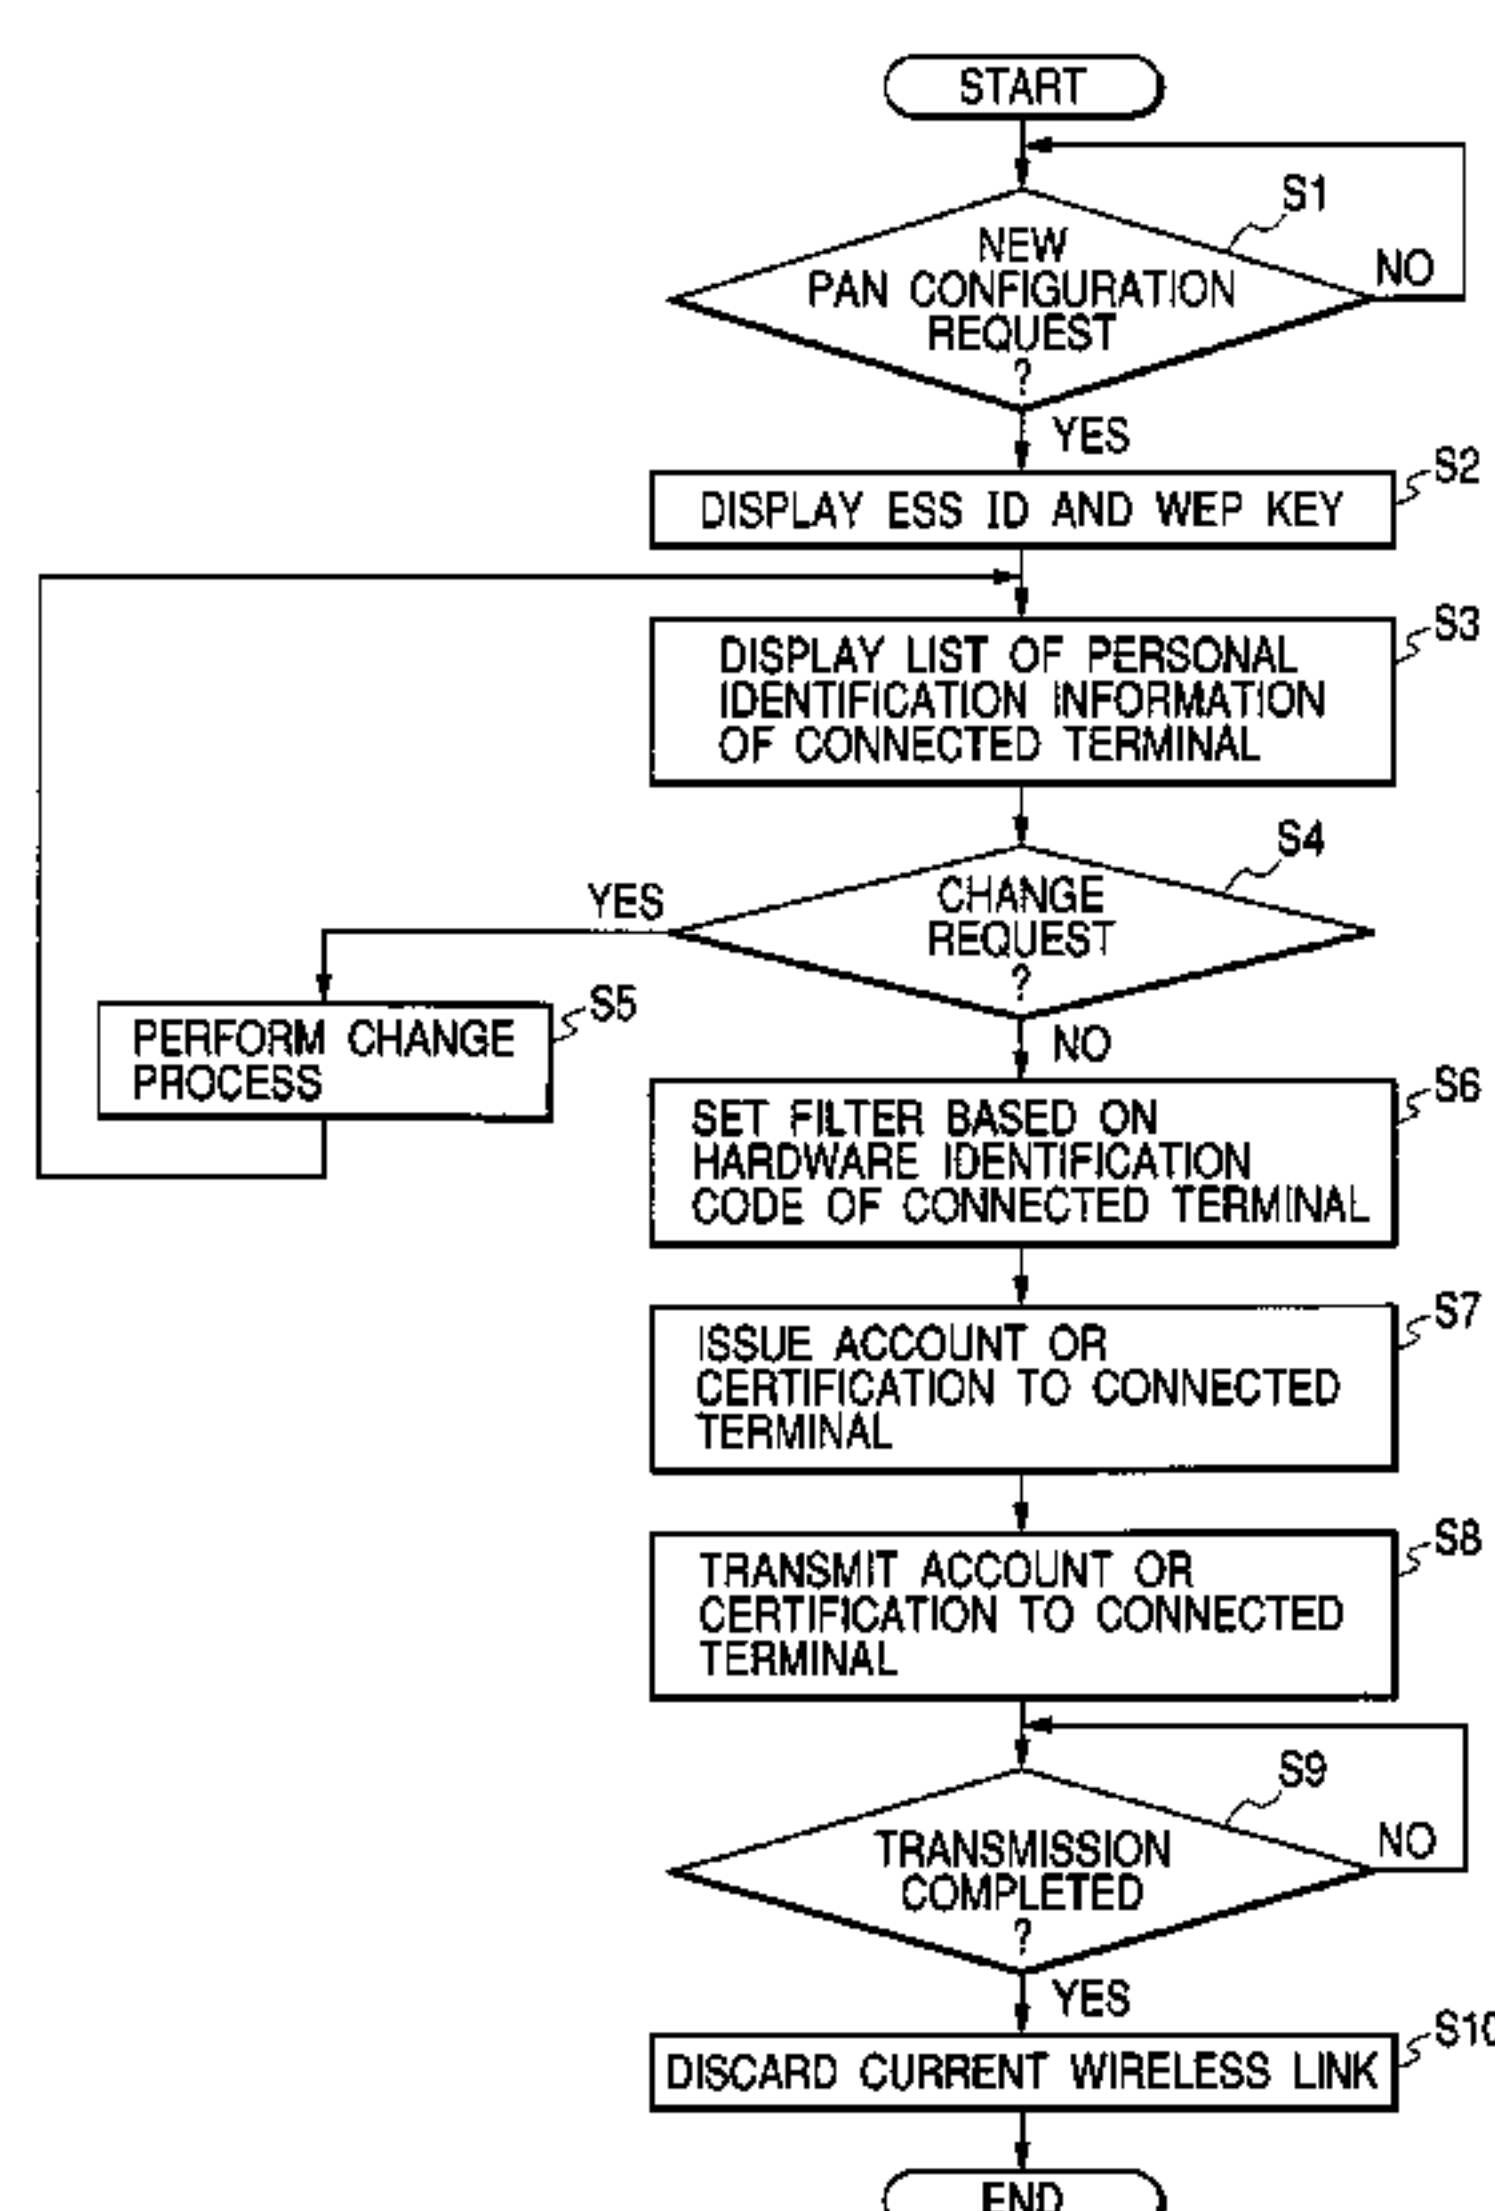 START
S1
NEW
PAN CONFIGURATION
REQUEST
?
NO
YES
S2
DISPLAY ESS ID AND WEP KEY
S3
DISPLAY LIST OF PERSONAL
IDENTIFICATION INFORMATION
OF CONNECTED TERMINAL
S4
CHANGE
REQUEST
?
YES
NO
S5
PERFORM CHANGE
PROCESS
S6
SET FILTER BASED ON
HARDWARE IDENTIFICATION
CODE OF CONNECTED TERMINAL
S7
ISSUE ACCOUNT OR
CERTIFICATION TO CONNECTED
TERMINAL
S8
TRANSMIT ACCOUNT OR
CERTIFICATION TO CONNECTED
TERMINAL
S9
TRANSMISSION
COMPLETED
?
NO
YES
S10
DISCARD CURRENT WIRELESS LINK
END